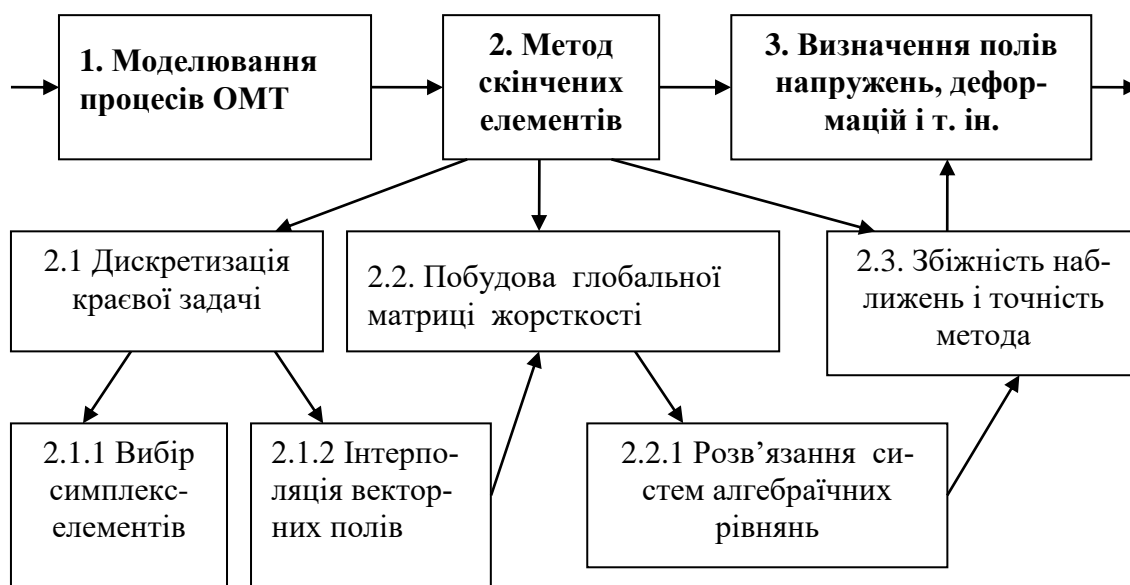 1. Моделювання
процесів ОМТ
2. Метод
скінчених
елементів
3. Визначення полів
напружень, дефор-
мацій і т. ін.
2.1 Дискретизація
краєвої задачі
2.2. Побудова глобальної
матриці жорсткості
2.3. Збіжність наб-
лижень і точність
метода
2.1.1 Вибір
симплекс-
елементів
2.1.2 Інтерпо-
ляція вектор-
них полів
2.2.1 Розв’язання си-
стем алгебраїчних
рівнянь